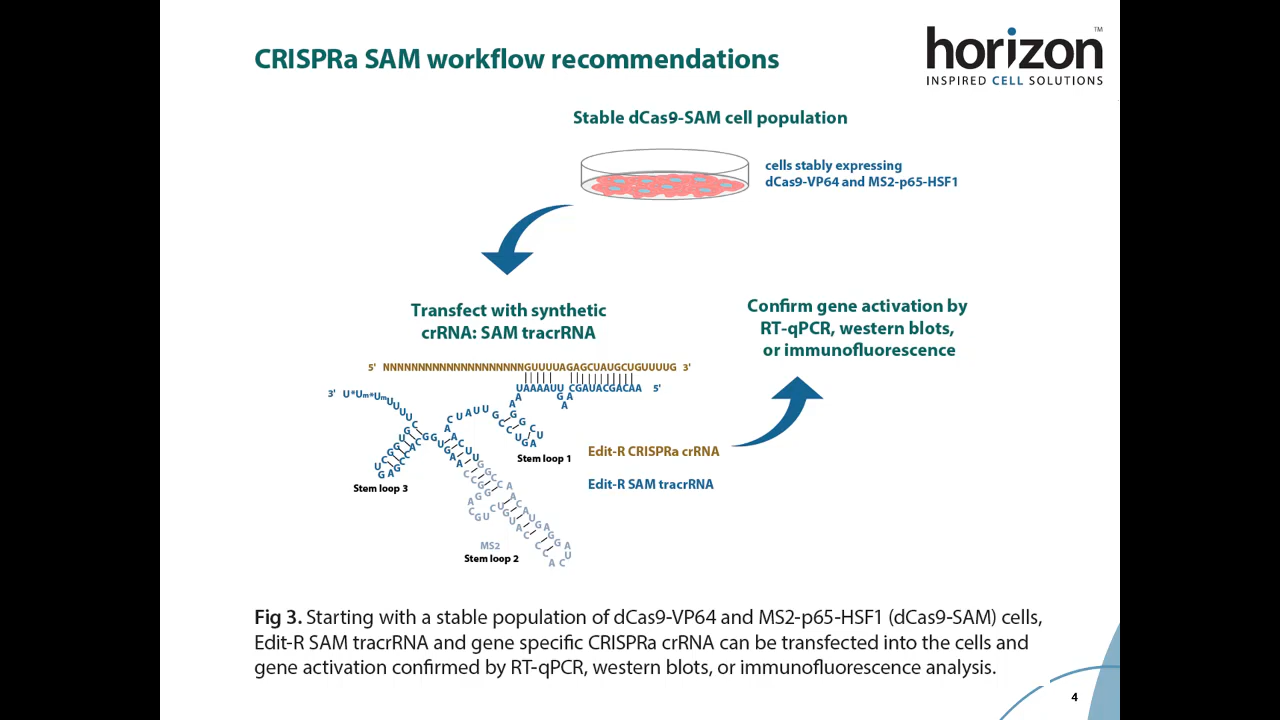 CRISPRa SAM workflow recommendations
horizon™
INSPIRED CELL SOLUTIONS
Stable dCas9-SAM cell population
cells stably expressing
dCas9-VP64 and MS2-p65-HSF1
Transfect with synthetic
crRNA: SAM tracrRNA
Confirm gene activation by
RT-qPCR, western blots,
or immunofluorescence
5' NNNNNNNNNNNNNNNNNNNNGUUUUAGAGCUAUGCUGUUUUG 3'
UAAAAUU CGAUACGACAA 5'
3' U*Um*Um
Stem loop 1
Edit-R CRISPRa crRNA
Edit-R SAM tracrRNA
Stem loop 3
MS2
Stem loop 2
Fig 3. Starting with a stable population of dCas9-VP64 and MS2-p65-HSF1 (dCas9-SAM) cells,
Edit-R SAM tracrRNA and gene specific CRISPRa crRNA can be transfected into the cells and
gene activation confirmed by RT-qPCR, western blots, or immunofluorescence analysis.
4